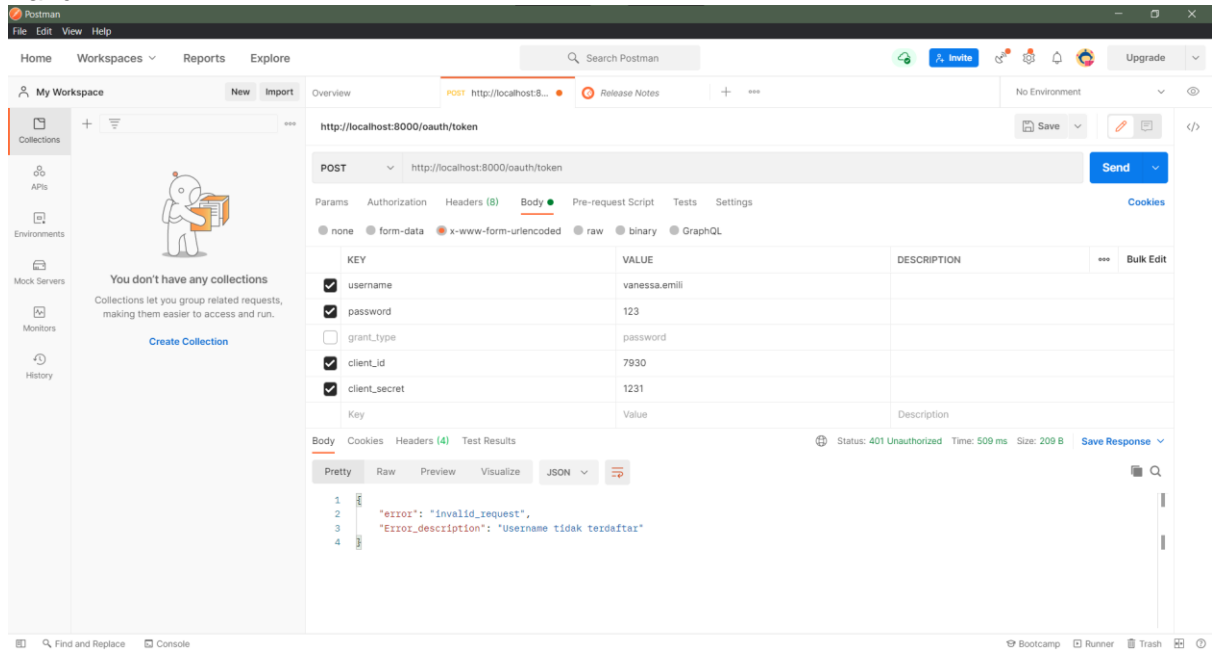 Postman
File Edit View Help
Home Workspaces Reports Explore
Search Postman
Invite
Upgrade
My Workspace New Import
Overview POST http://localhost:8... Release Notes
No Environment
Collections
APIs
Environments
Mock Servers
Monitors
History
You don't have any collections
Collections let you group related requests,
making them easier to access and run.
Create Collection
http://localhost:8000/oauth/token Save
POST http://localhost:8000/oauth/token Send
Params Authorization Headers (8) Body Pre-request Script Tests Settings Cookies
none form-data x-www-form-urlencoded raw binary GraphQL
KEY VALUE DESCRIPTION Bulk Edit
username vanessa.emili
password 123
grant_type password
client_id 7930
client_secret 1231
Key Value Description
Body Cookies Headers (4) Test Results Status: 401 Unauthorized Time: 509 ms Size: 209 B Save Response
Pretty Raw Preview Visualize JSON
1 {
2 "error": "invalid_request",
3 "Error_description": "Username tidak terdaftar"
4 }
Find and Replace Console Bootcamp Runner Trash